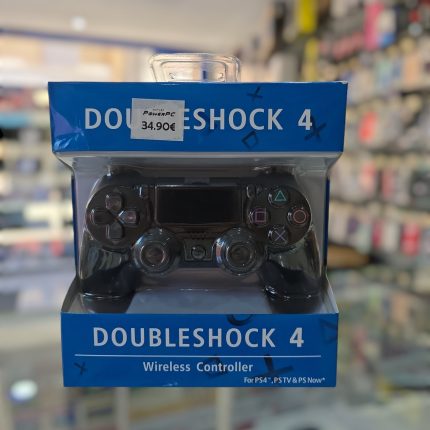 DOUBLESHOCK 4
PowerPC
34.90€
DOUBLESHOCK 4
Wireless Controller
For PS4™, PS TV & PS Now*